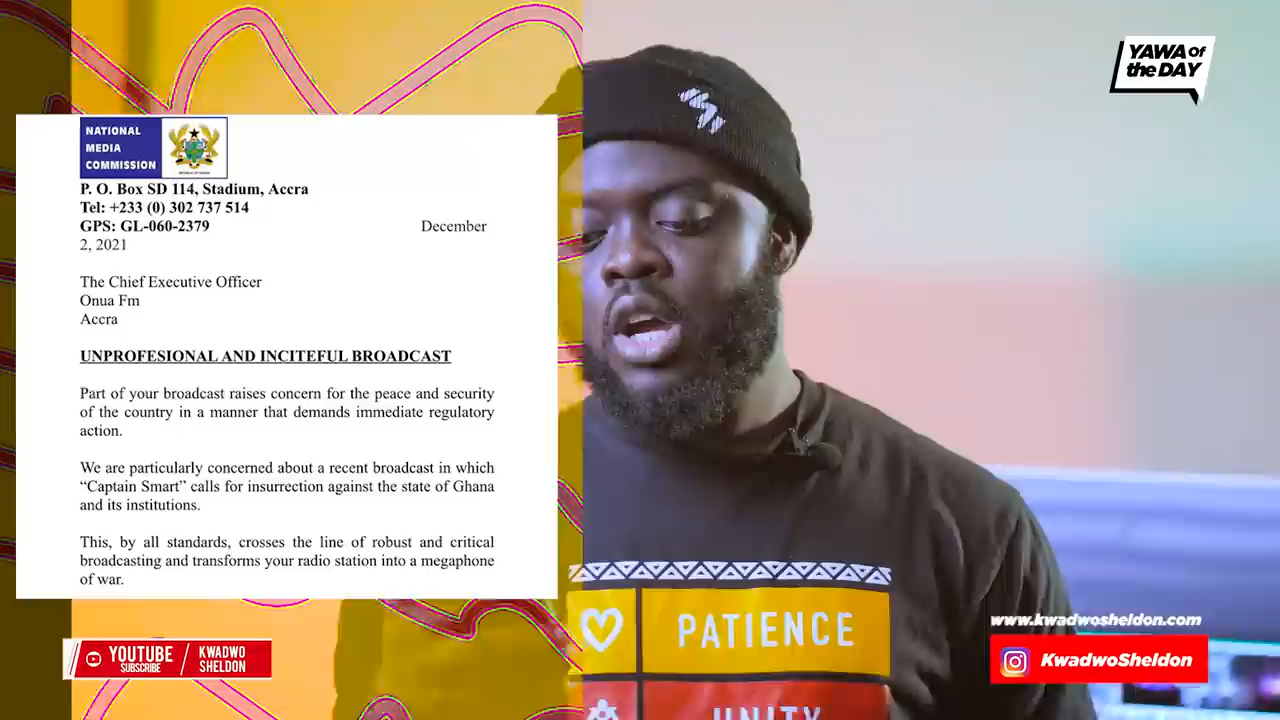 YAWA of
the DAY
NATIONAL
MEDIA
COMMISSION
P. O. Box SD 114, Stadium, Accra
Tel: +233 (0) 302 737 514
GPS: GL-060-2379 December
2, 2021
The Chief Executive Officer
Onua Fm
Accra
UNPROFESIONAL AND INCITEFUL BROADCAST
Part of your broadcast raises concern for the peace and security
of the country in a manner that demands immediate regulatory
action.
We are particularly concerned about a recent broadcast in which
“Captain Smart” calls for insurrection against the state of Ghana
and its institutions.
This, by all standards, crosses the line of robust and critical
broadcasting and transforms your radio station into a megaphone
of war.
PATIENCE
UNITY
YOUTUBE
SUBSCRIBE
KWADWO
SHELDON
www.kwadwosheldon.com
KwadwoSheldon